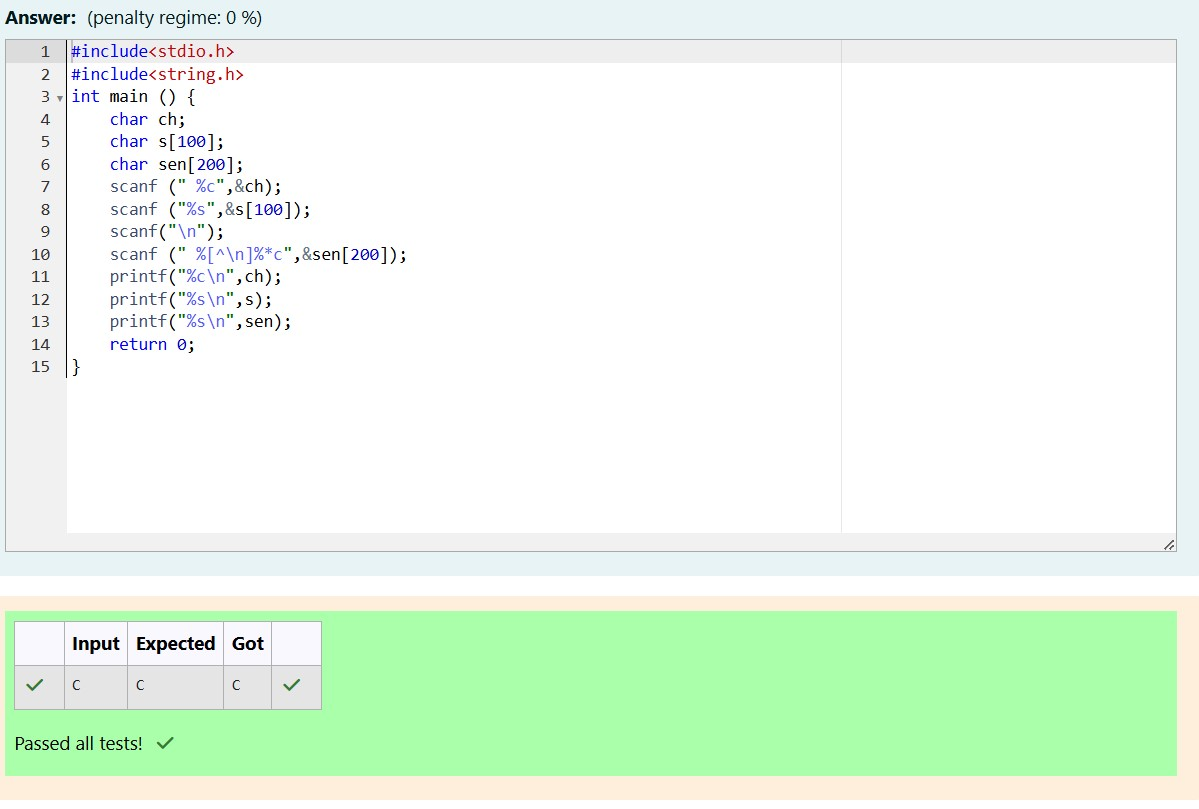 Answer: (penalty regime: 0 %)
1 #include<stdio.h>
2 #include<string.h>
3 int main () {
4     char ch;
5     char s[100];
6     char sen[200];
7     scanf (" %c",&ch);
8     scanf ("%s",&s[100]);
9     scanf("\n");
10     scanf (" %[^\n]%*c",&sen[200]);
11     printf("%c\n",ch);
12     printf("%s\n",s);
13     printf("%s\n",sen);
14     return 0;
15 }
Input Expected Got
C C C
Passed all tests!